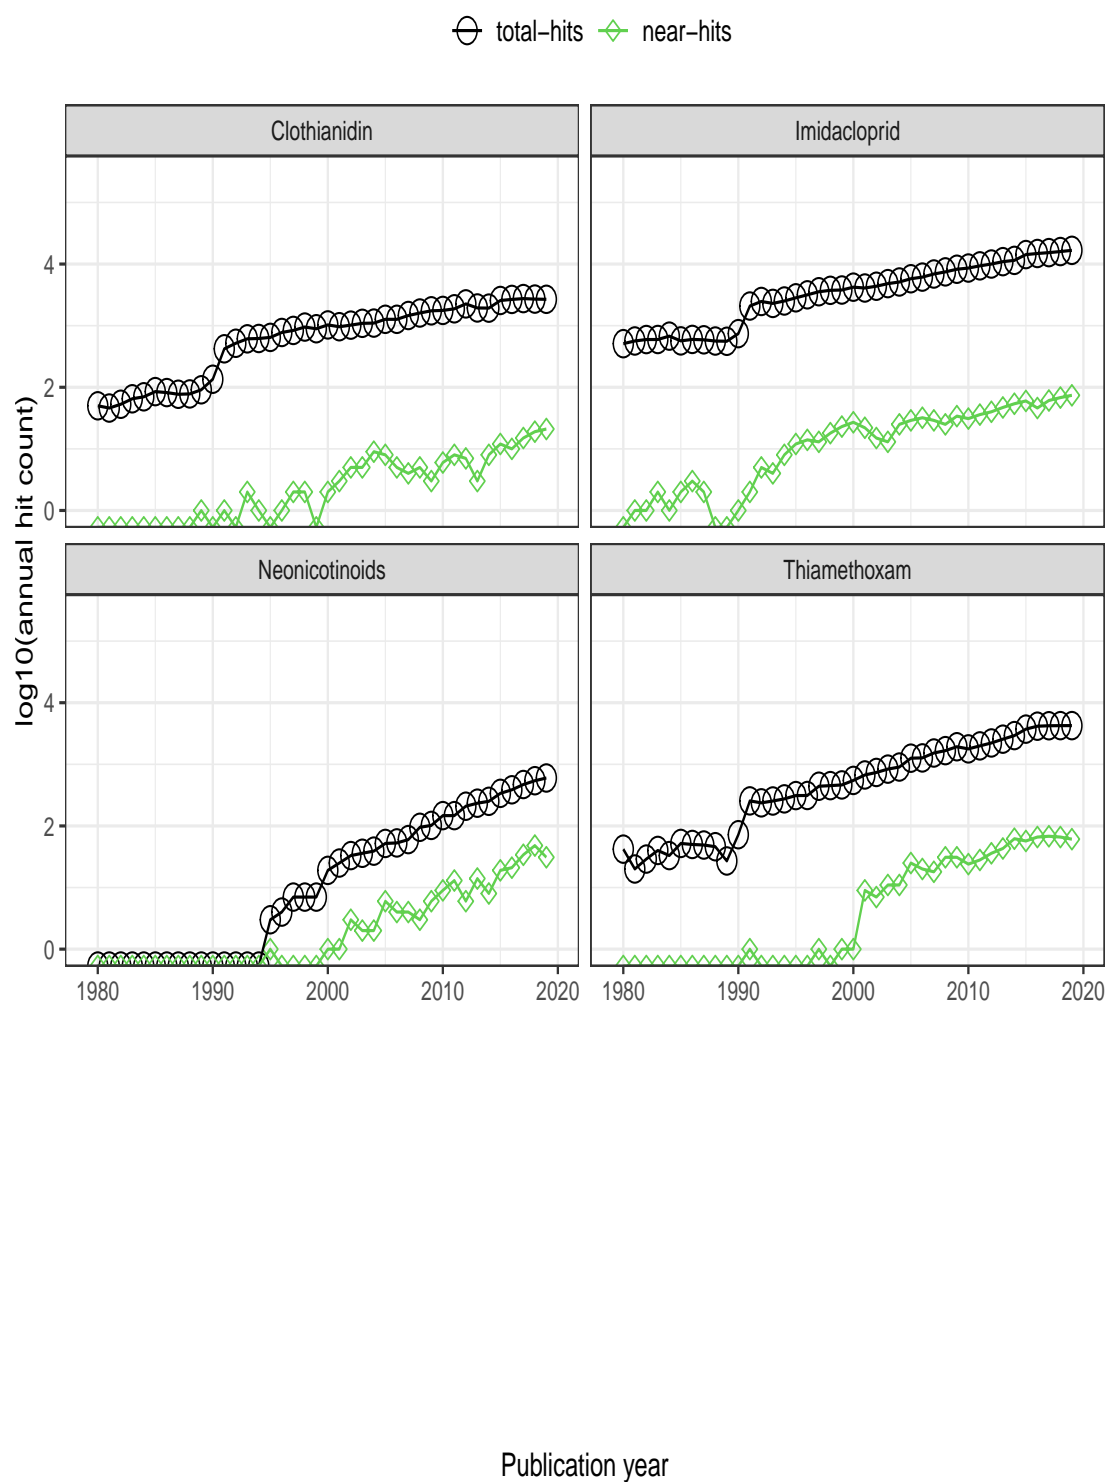 total−hits near−hits
Clothianidin
Imidacloprid
4
2
0
log10(annual hit count)
Neonicotinoids
Thiamethoxam
4
2
0
1980 1990 2000 2010 2020
1980 1990 2000 2010 2020
Publication year